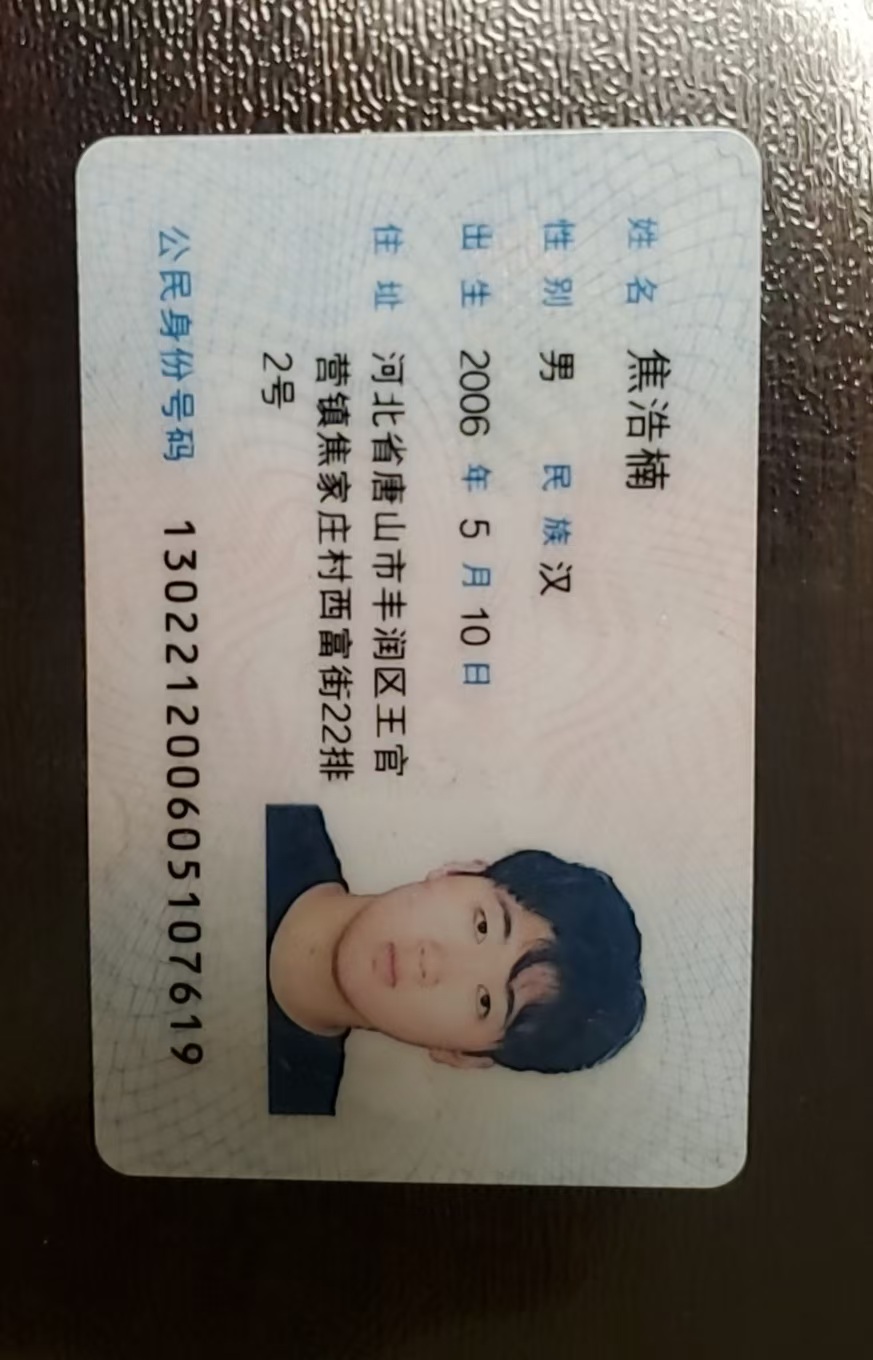 姓名 焦浩楠
性别 男 民族 汉
出生 2006 年 5 月 10 日
住址 河北省唐山市丰润区王官
营镇焦家庄村西富街22排
2号
公民身份号码 130221200605107619